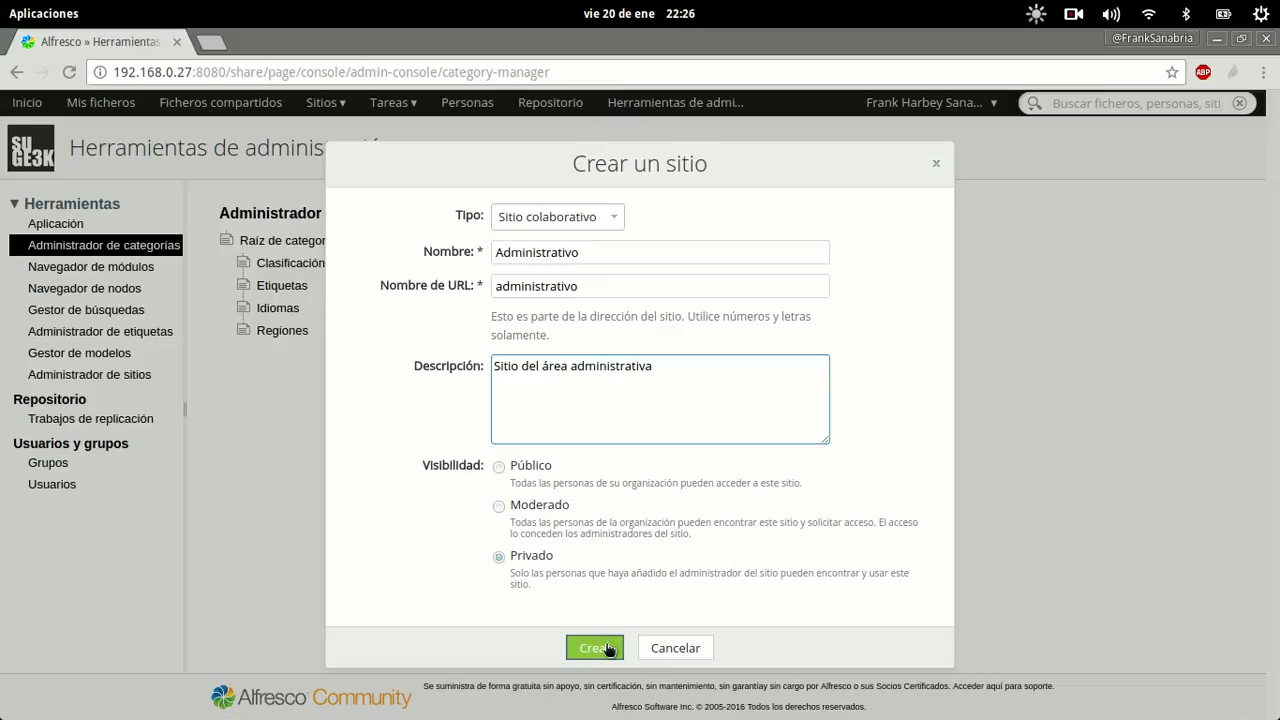 Aplicaciones
vie 20 de ene 22:26
Alfresco » Herramientas
@FrankSanabria
192.168.0.27:8080/share/page/console/admin-console/category-manager
ABP
Inicio Mis ficheros Ficheros compartidos Sitios ▾ Tareas ▾ Personas Repositorio Herramientas de admi... Frank Harbey Sana... ▾ Buscar ficheros, personas, siti
SU GE3K
Herramientas de administ
Herramientas
Aplicación
Administrador de categorías
Navegador de módulos
Navegador de nodos
Gestor de búsquedas
Administrador de etiquetas
Gestor de modelos
Administrador de sitios
Repositorio
Trabajos de replicación
Usuarios y grupos
Grupos
Usuarios
Administrador
Raíz de categor
Clasificación
Etiquetas
Idiomas
Regiones
Crear un sitio
x
Tipo: Sitio colaborativo
Nombre: * Administrativo
Nombre de URL: * administrativo
Esto es parte de la dirección del sitio. Utilice números y letras
solamente.
Descripción: Sitio del área administrativa
Visibilidad: Público
Todas las personas de su organización pueden acceder a este sitio.
Moderado
Todas las personas de la organización pueden encontrar este sitio y solicitar acceso. El acceso
lo conceden los administradores del sitio.
Privado
Solo las personas que haya añadido el administrador del sitio pueden encontrar y usar este
sitio.
Crear Cancelar
Alfresco Community
Se suministra de forma gratuita sin apoyo, sin certificación, sin mantenimiento, sin garantíay sin cargo por Alfresco o sus Socios Certificados. Acceder aquí para soporte.
Alfresco Software Inc. © 2005-2016 Todos los derechos reservados.